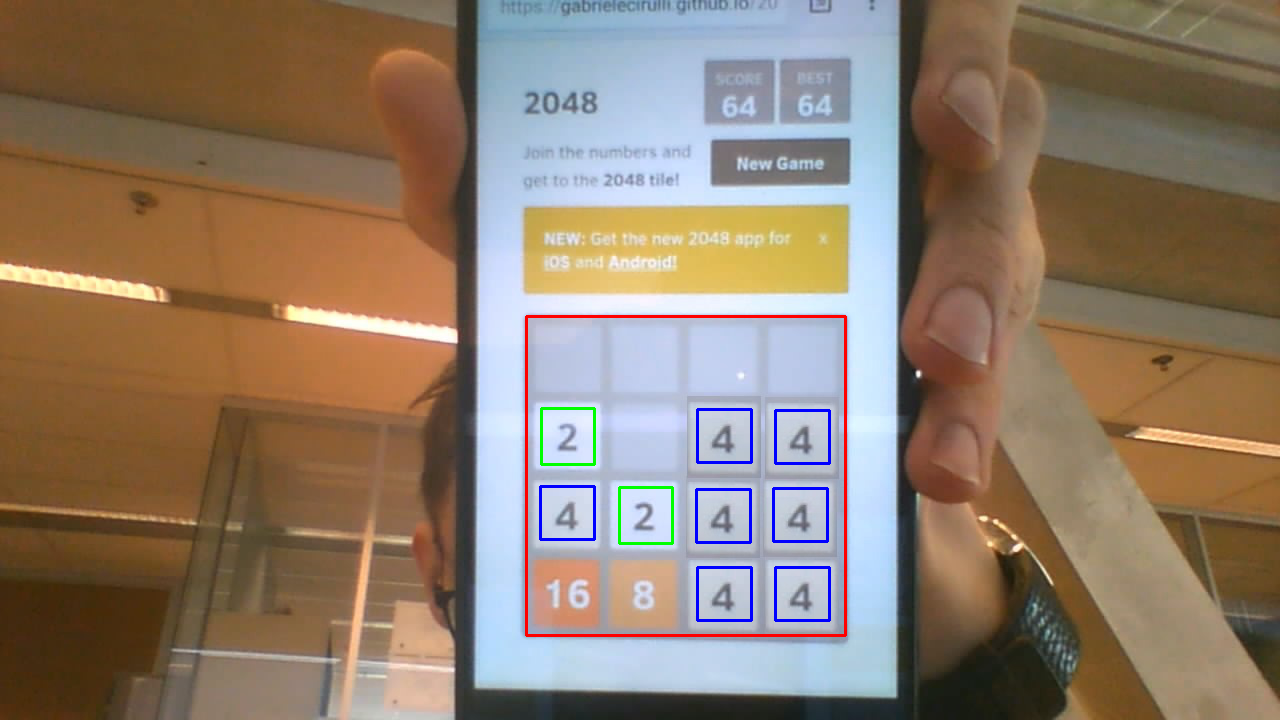 https://gabrielecirulli.github.io/20
2048
SCORE
64
BEST
64
Join the numbers and
get to the 2048 tile!
New Game
NEW: Get the new 2048 app for
iOS and Android!
x
2 4 4
4 2 4 4
16 8 4 4